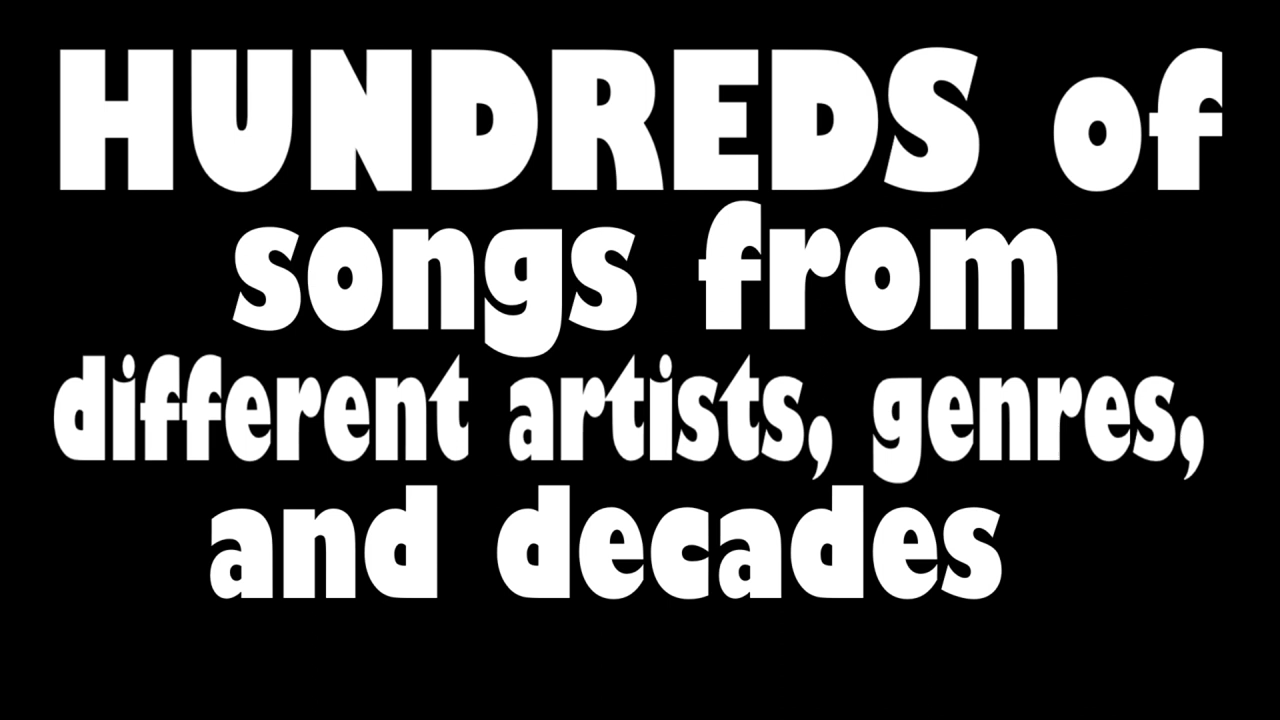 HUNDREDS of
songs from
different artists, genres,
and decades